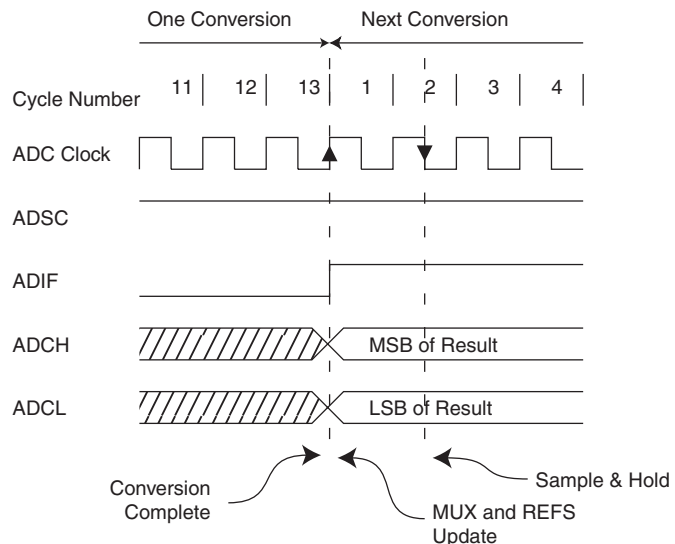 One Conversion Next Conversion
Cycle Number 11 12 13 1 2 3 4
ADC Clock
ADSC
ADIF
ADCH MSB of Result
ADCL LSB of Result
Conversion
Complete
MUX and REFS
Update
Sample & Hold